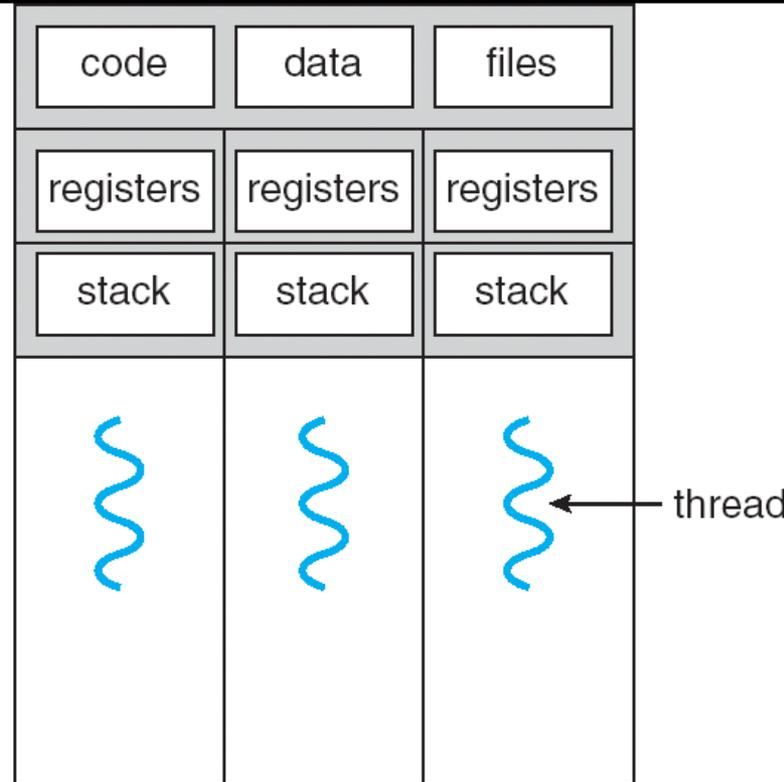 code data files
registers registers registers
stack stack stack
thread